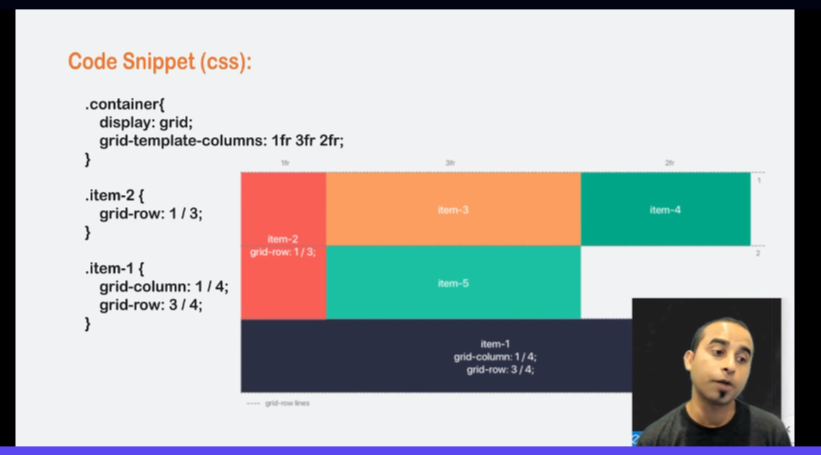 Code Snippet (css):
.container{
display: grid;
grid-template-columns: 1fr 3fr 2fr;
}
.item-2 {
grid-row: 1 / 3;
}
.item-1 {
grid-column: 1 / 4;
grid-row: 3 / 4;
}
1fr
3fr
2fr
item-2
grid-row: 1 / 3;
item-3
item-4
1
item-5
2
item-1
grid-column: 1 / 4;
grid-row: 3 / 4;
grid-row lines